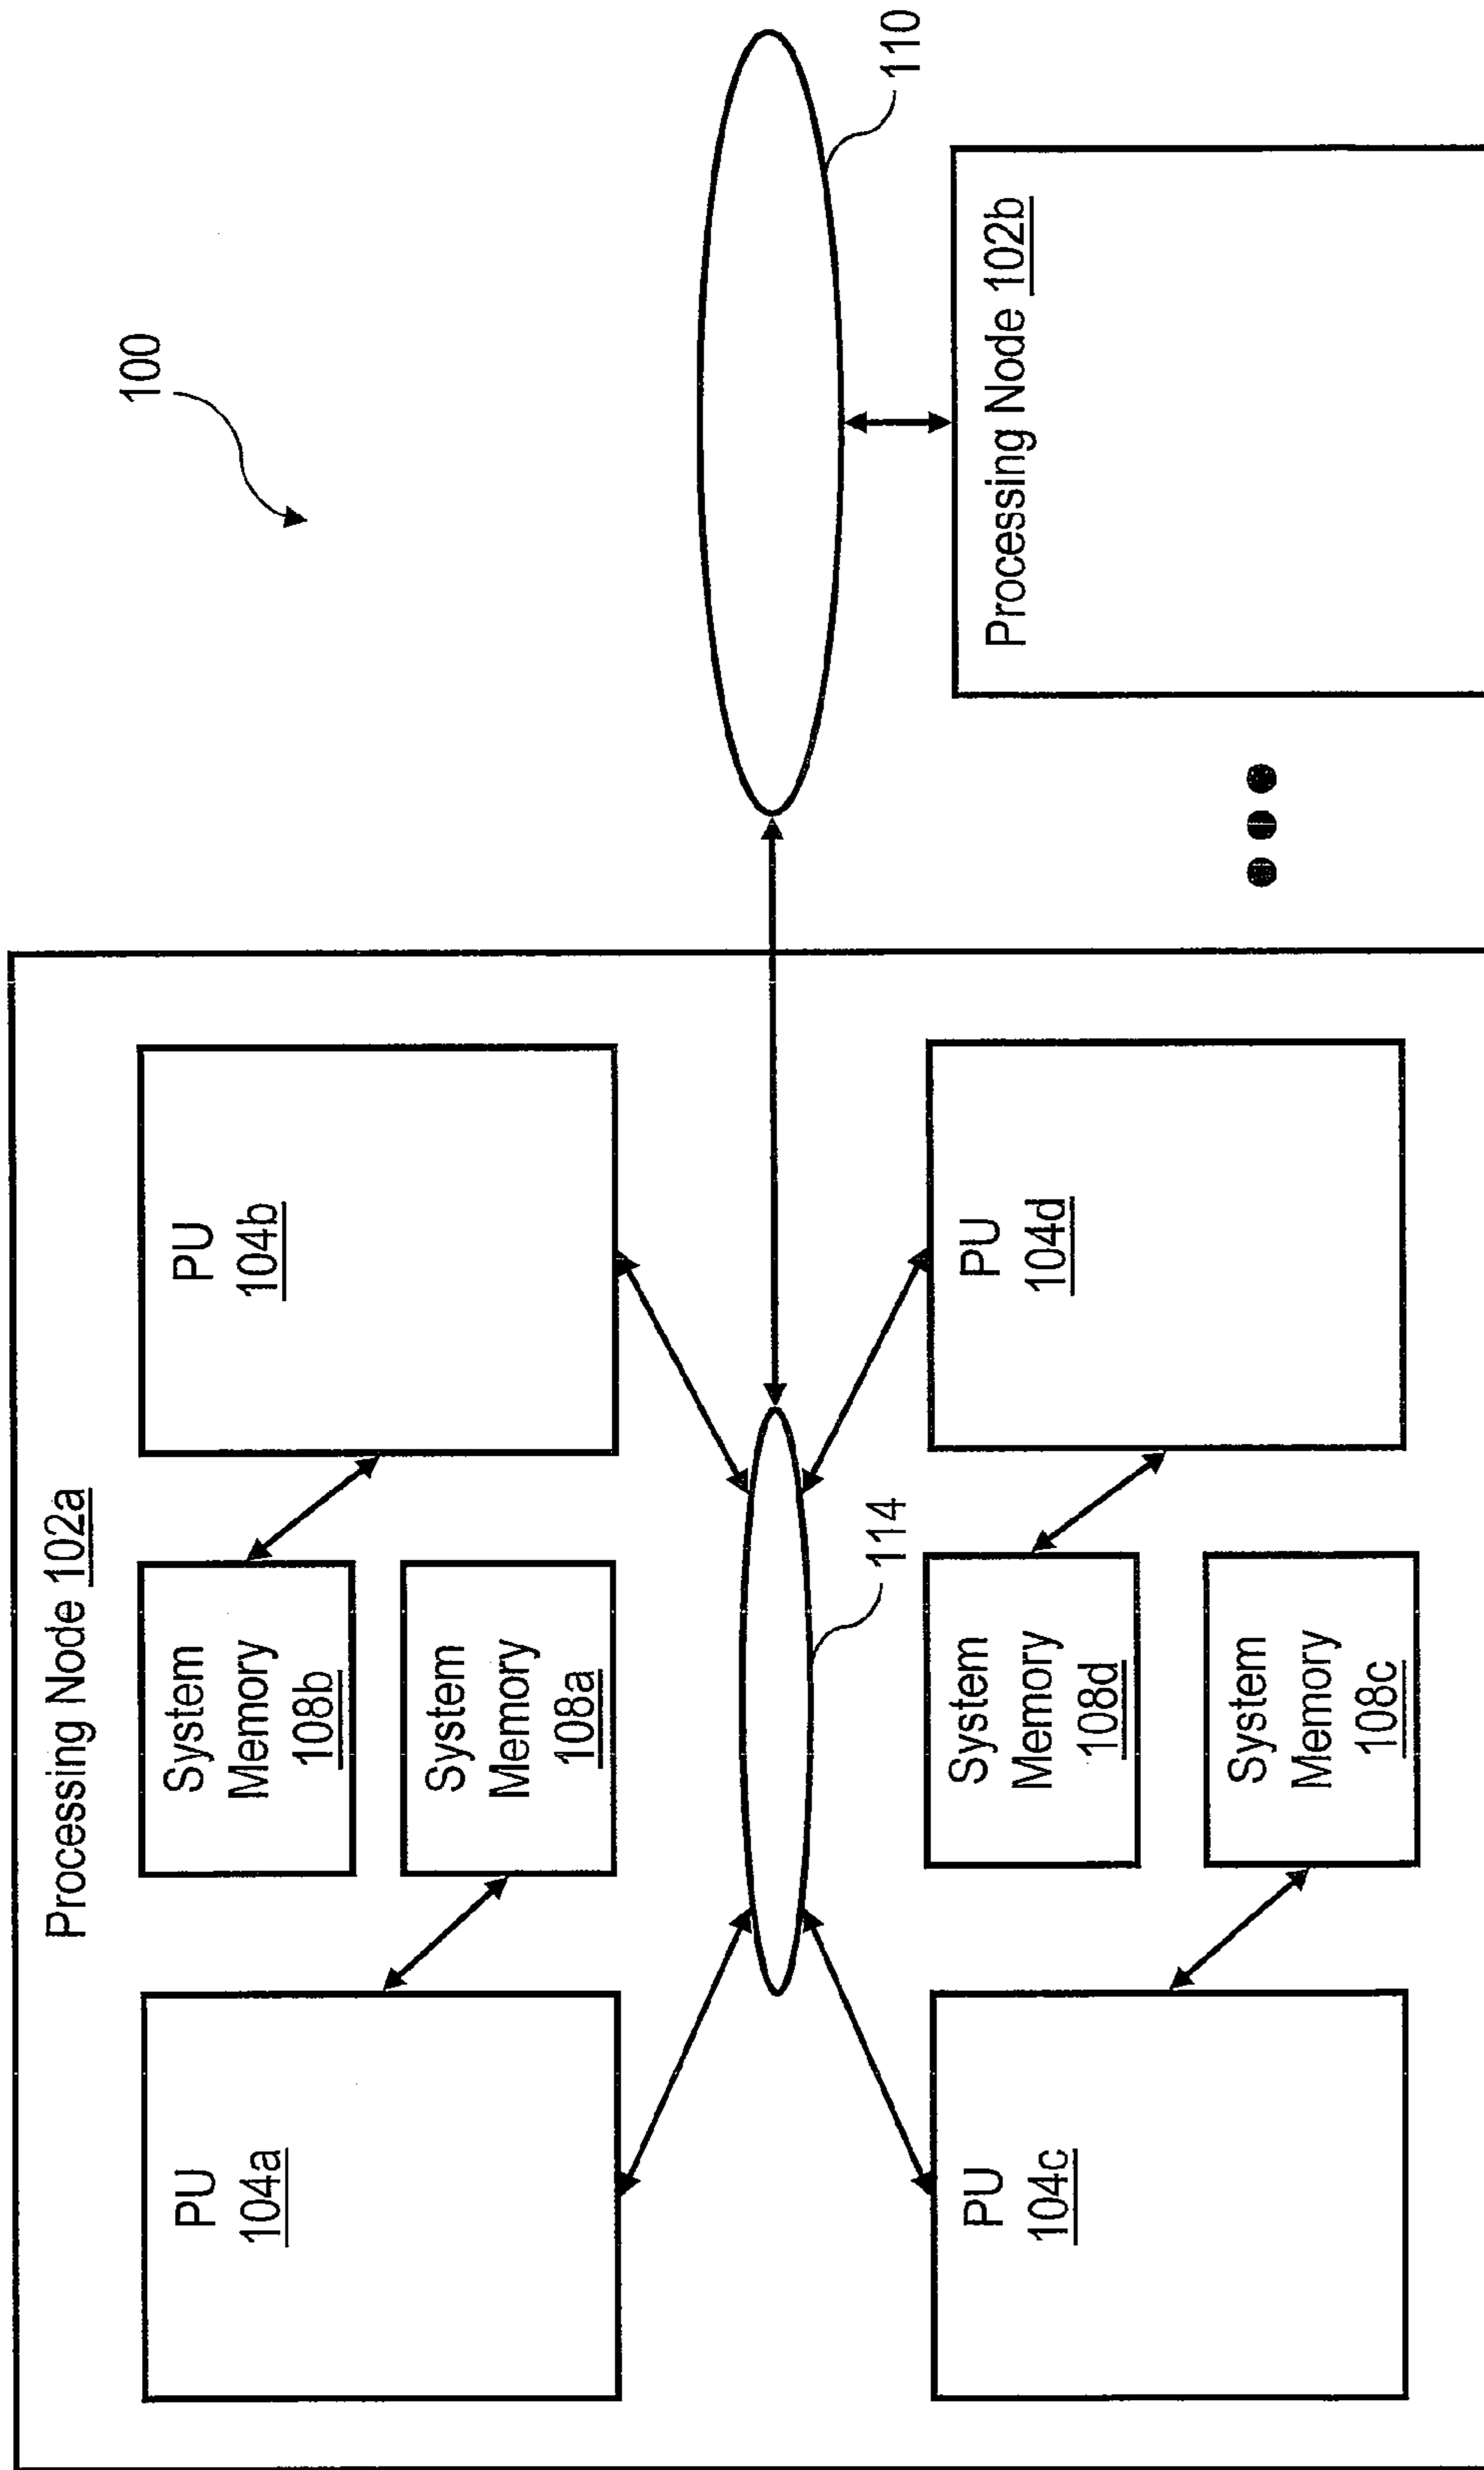 100
Processing Node 102a
PU
104a
System
Memory
108b
System
Memory
108a
PU
104b
114
110
PU
104c
System
Memory
108d
System
Memory
108c
PU
104d
Processing Node 102b